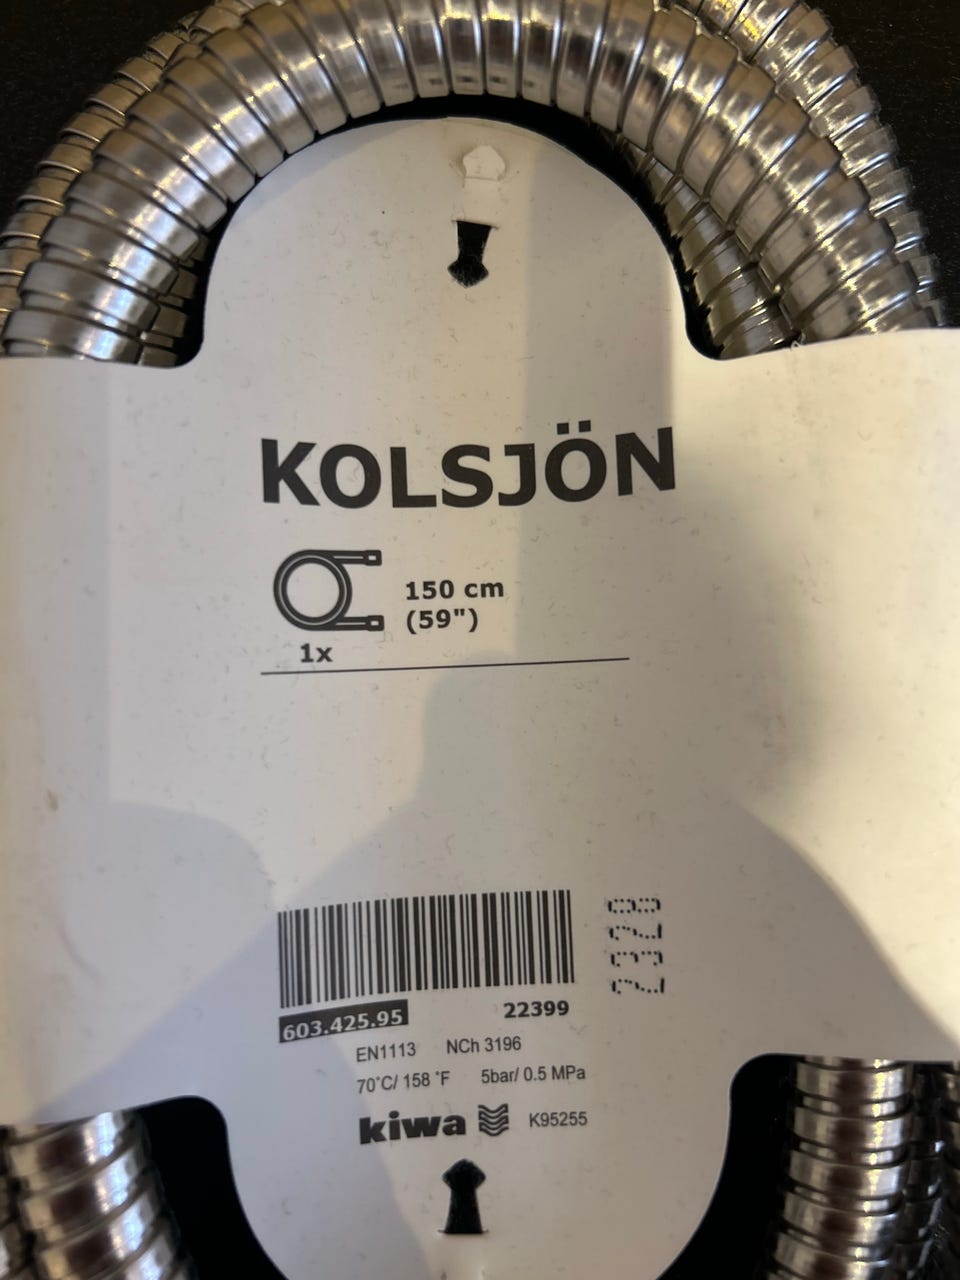 KOLSJÖN
150 cm
(59")
1x
2320
603.425.95 22399
EN1113 NCh 3196
70°C/ 158 °F 5bar/ 0.5 MPa
kiwa K95255